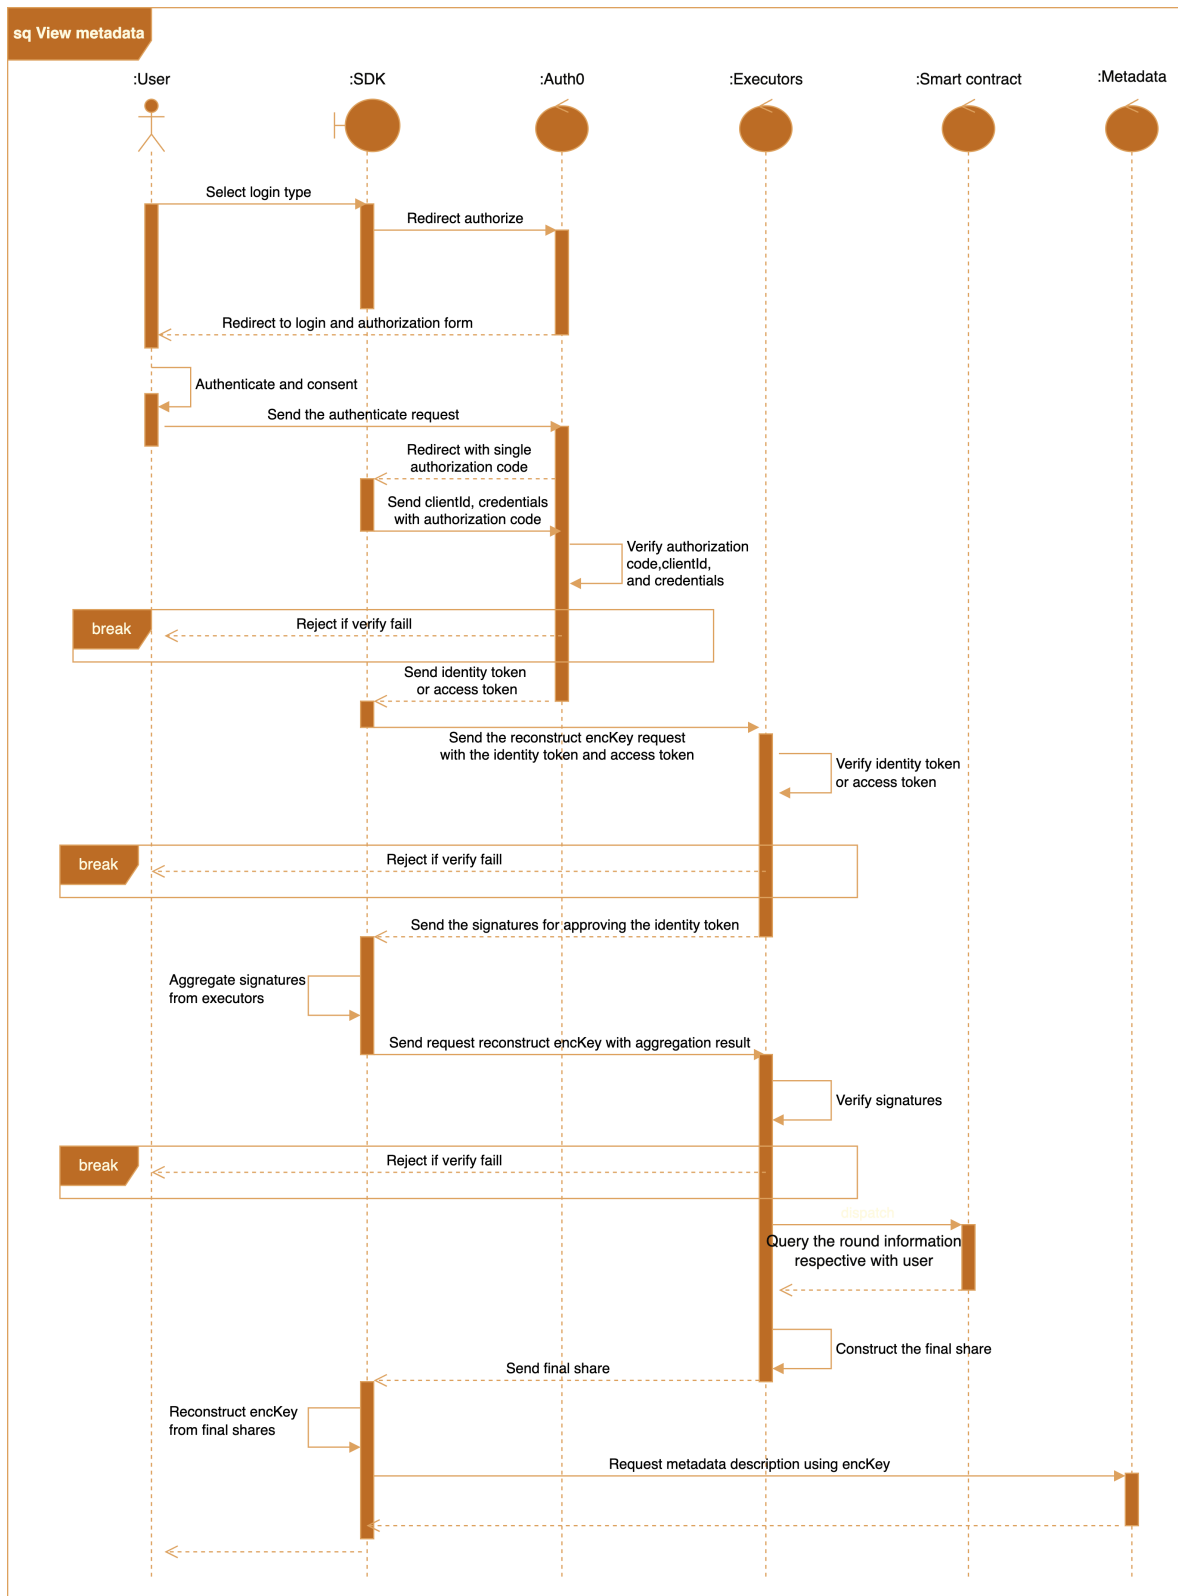 sq View metadata
:User
:SDK
:Auth0
:Executors
:Smart contract
:Metadata
Select login type
Redirect authorize
Redirect to login and authorization form
Authenticate and consent
Send the authenticate request
Redirect with single
authorization code
Send clientId, credentials
with authorization code
Verify authorization
code,clientId,
and credentials
break
Reject if verify faill
Send identity token
or access token
Send the reconstruct encKey request
with the identity token and access token
Verify identity token
or access token
break
Reject if verify faill
Send the signatures for approving the identity token
Aggregate signatures
from executors
Send request reconstruct encKey with aggregation result
Verify signatures
break
Reject if verify faill
dispatch
Query the round information
respective with user
Construct the final share
Send final share
Reconstruct encKey
from final shares
Request metadata description using encKey